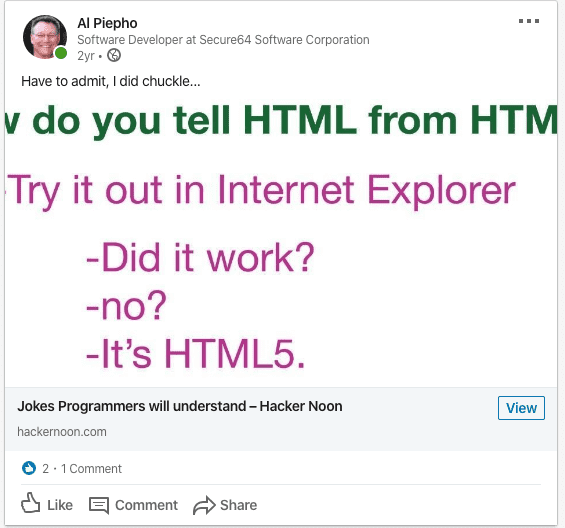 Al Piepho
Software Developer at Secure64 Software Corporation
2yr •
Have to admit, I did chuckle...
do you tell HTML from HTM
-Try it out in Internet Explorer
-Did it work?
-no?
-It's HTML5.
Jokes Programmers will understand – Hacker Noon
View
hackernoon.com
2 · 1 Comment
Like Comment Share